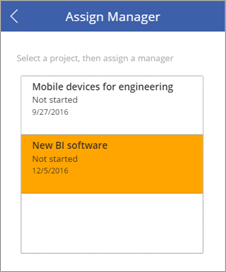 Assign Manager
Select a project, then assign a manager
Mobile devices for engineering
Not started
9/27/2016
New BI software
Not started
12/5/2016